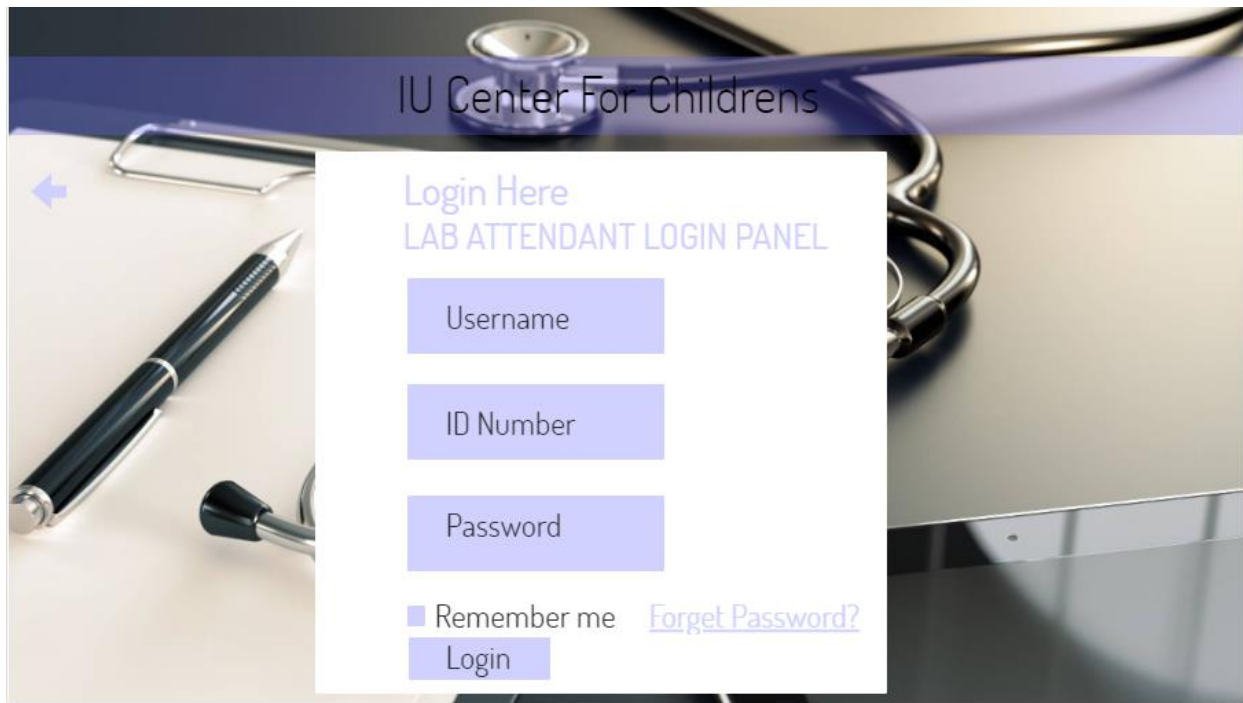 IU Center For Childrens
Login Here
LAB ATTENDANT LOGIN PANEL
Username
ID Number
Password
Remember me Forget Password?
Login